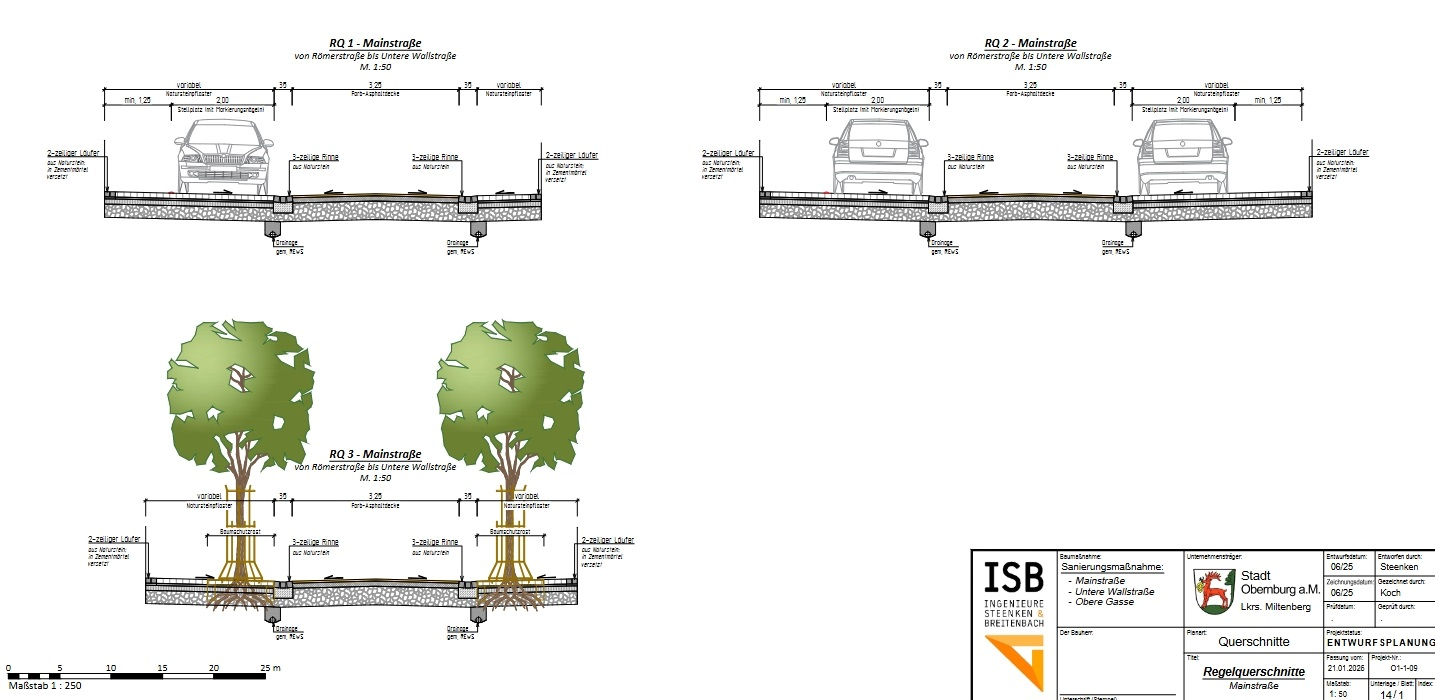 RQ 1 - Mainstraße
von Römerstraße bis Untere Wallstraße
M. 1:50
variabel
Natursteinpflaster
35
3,25
Farb-Asphaltdecke
35
variabel
Natursteinpflaster
min. 1,25
2,00
Stellplatz (mit Markierungsnägeln)
2-zeiliger Läufer
aus Naturstein;
in Zementmörtel
versetzt
3-zeilige Rinne
aus Naturstein
3-zeilige Rinne
aus Naturstein
2-zeiliger Läufer
aus Naturstein;
in Zementmörtel
versetzt
Drainage
gem. REwS
Drainage
gem. REwS
RQ 2 - Mainstraße
von Römerstraße bis Untere Wallstraße
M. 1:50
variabel
Natursteinpflaster
35
3,25
Farb-Asphaltdecke
35
variabel
Natursteinpflaster
min. 1,25
2,00
Stellplatz (mit Markierungsnägeln)
2,00
min. 1,25
Stellplatz (mit Markierungsnägeln)
2-zeiliger Läufer
aus Naturstein;
in Zementmörtel
versetzt
3-zeilige Rinne
aus Naturstein
3-zeilige Rinne
aus Naturstein
2-zeiliger Läufer
aus Naturstein;
in Zementmörtel
versetzt
Drainage
gem. REwS
Drainage
gem. REwS
RQ 3 - Mainstraße
von Römerstraße bis Untere Wallstraße
M. 1:50
variabel
Natursteinpflaster
35
3,25
Farb-Asphaltdecke
35
variabel
Natursteinpflaster
Baumschutzrost
Baumschutzrost
2-zeiliger Läufer
aus Naturstein;
in Zementmörtel
versetzt
3-zeilige Rinne
aus Naturstein
3-zeilige Rinne
aus Naturstein
2-zeiliger Läufer
aus Naturstein;
in Zementmörtel
versetzt
Drainage
gem. REwS
Drainage
gem. REwS
0 5 10 15 20 25 m
Maßstab 1 : 250
ISB
INGENIEURE
STEENKEN &
BREITENBACH
Baumaßnahme:
Sanierungsmaßnahme:
- Mainstraße
- Untere Wallstraße
- Obere Gasse
Der Bauherr:
Unterschrift (Stempel)
Unternehmensträger:
Stadt
Obernburg a.M.
Lkrs. Miltenberg
Planart:
Querschnitte
Titel:
Regelquerschnitte
Mainstraße
Entwurfsdatum:
06/25
Entworfen durch:
Steenken
Zeichnungsdatum:
06/25
Gezeichnet durch:
Koch
Prüfdatum:
.
Geprüft durch:
.
Projektstatus:
ENTWURFSPLANUNG
Fassung vom:
21.01.2026
Projekt-Nr.:
O1-1-09
Maßstab:
1: 50
Unterlage / Blatt:
14 / 1
Index: